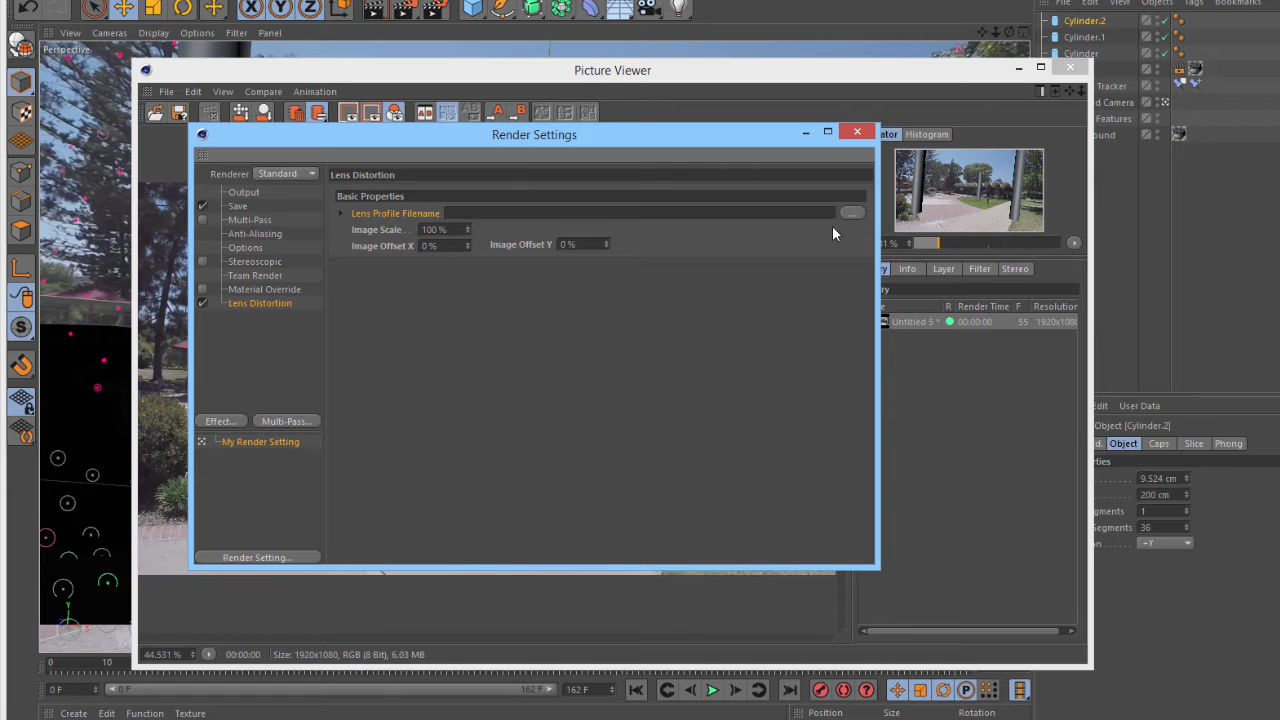 Tags
Bookmarks
File
Edit
View
Objects
X Y Z
View Cameras Display Options Filter Panel
Perspective
Cylinder.2
Cylinder.1
Cylinder
Tracker
Camera
Features
Picture Viewer
File Edit View Compare Animation
Render Settings
Histogram
Renderer Standard
Lens Distortion
Output
Basic Properties
Save
Lens Profile Filename ...
Multi-Pass
Image Scale . . 100 %
Anti-Aliasing
Image Offset X 0 % Image Offset Y 0 %
Options
Stereoscopic
Team Render
Material Override
Lens Distortion
Info Layer Filter Stereo
R Render Time F Resolution
Untitled 5 * 00:00:00 55 1920x1080
Effect... Multi-Pass...
My Render Setting
Render Setting...
Edit User Data
Object [Cylinder.2]
Object Caps Slice Phong
9.524 cm
200 cm
1
36
+Y
Y
44.531 % 00:00:00 Size: 1920x1080, RGB (8 Bit), 6.03 MB
0 10
0 F 0 F 162 F 162 F
P
Create Edit Function Texture
Position Size Rotation